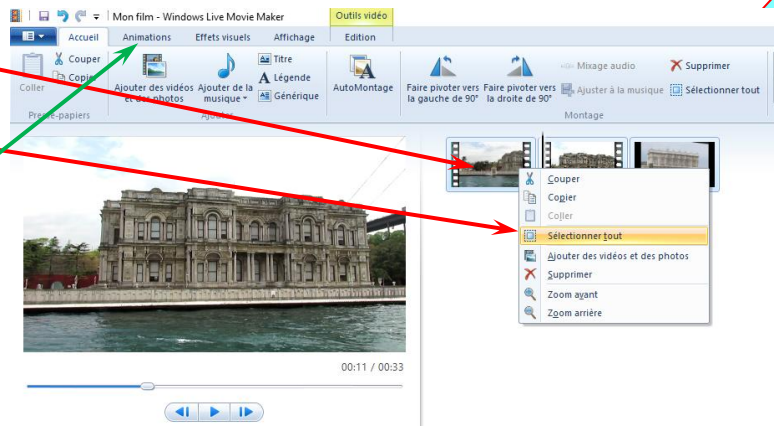 Mon film - Windows Live Movie Maker
Outils vidéo
Accueil
Animations
Effets visuels
Affichage
Edition
Coller
Couper
Copier
Presse-papiers
Ajouter des vidéos
et des photos
Ajouter de la
musique
Titre
Légende
Générique
Ajouter
AutoMontage
Faire pivoter vers
la gauche de 90°
Faire pivoter vers
la droite de 90°
Mixage audio
Ajuster à la musique
Supprimer
Sélectionner tout
Montage
Couper
Copier
Coller
Sélectionner tout
Ajouter des vidéos et des photos
Supprimer
Zoom avant
Zoom arrière
00:11 / 00:33